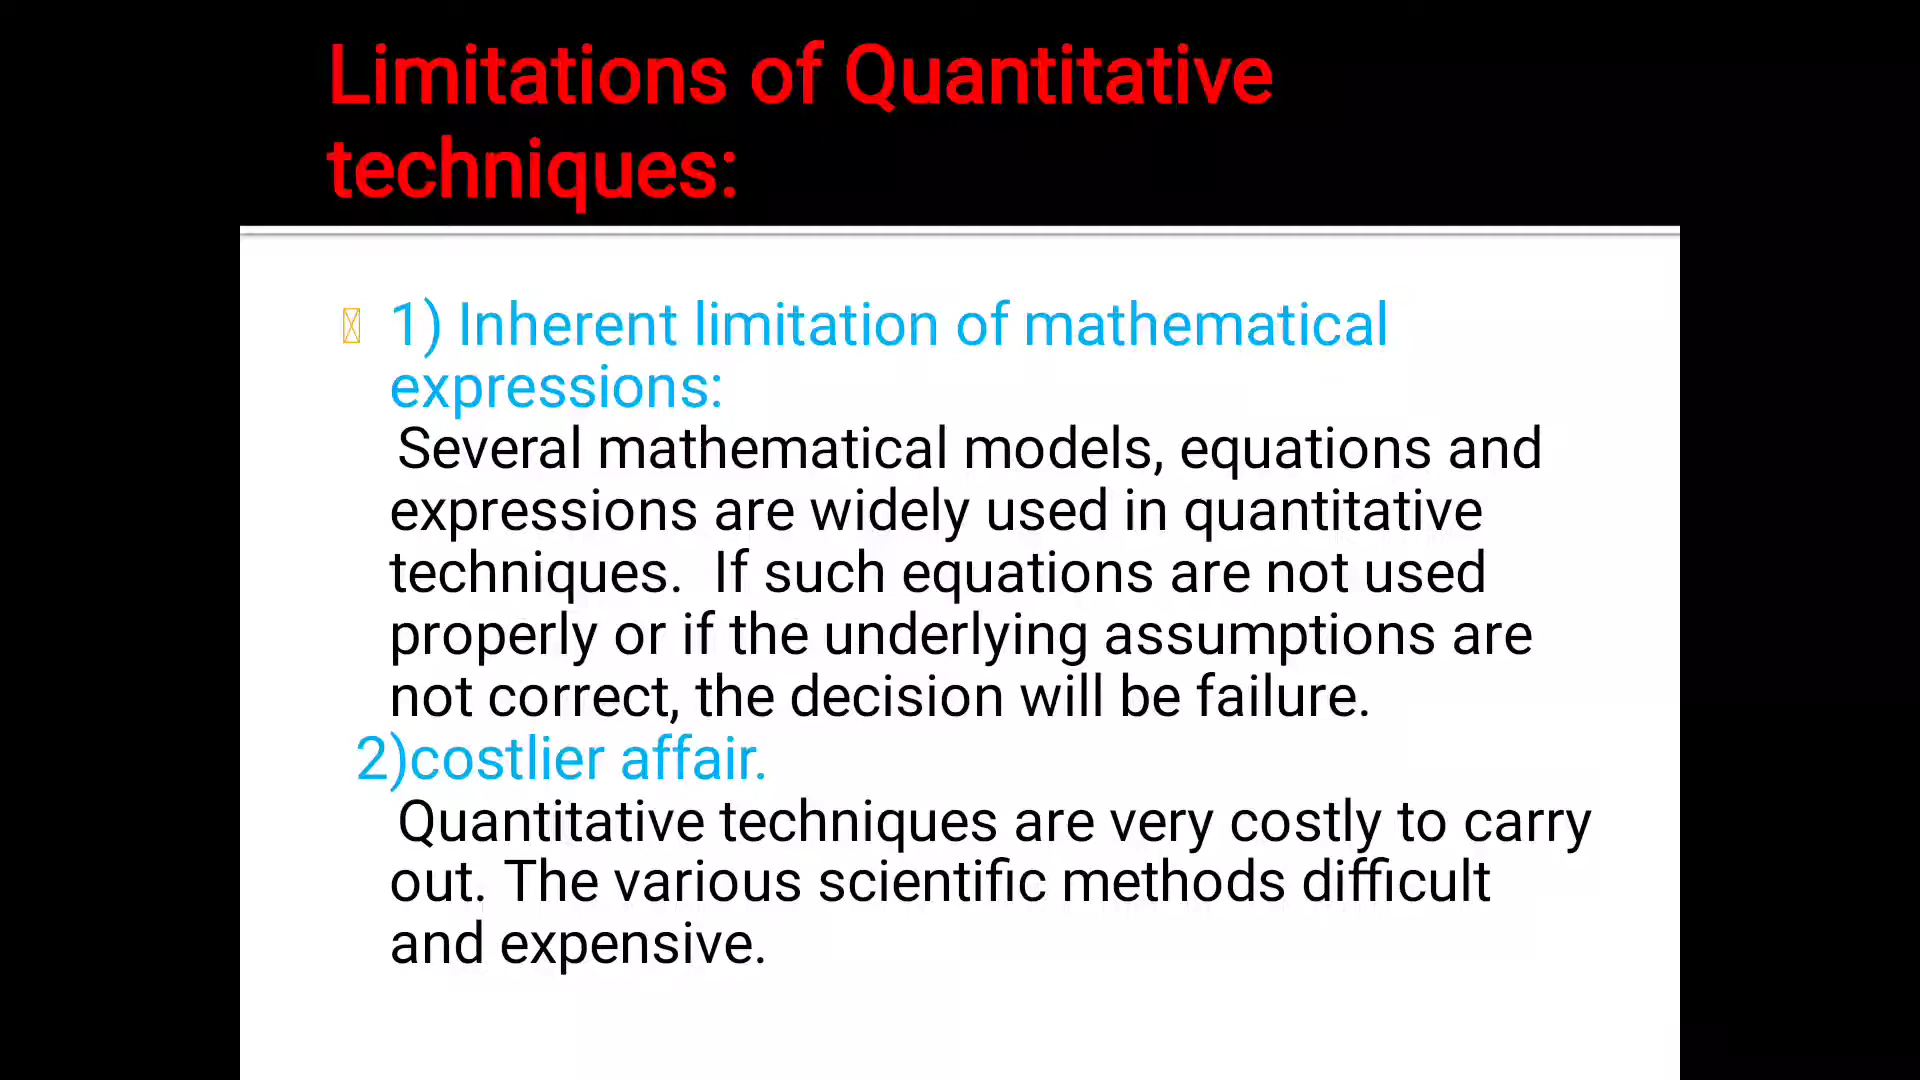 Limitations of Quantitative
techniques:
1) Inherent limitation of mathematical
expressions:
Several mathematical models, equations and
expressions are widely used in quantitative
techniques.  If such equations are not used
properly or if the underlying assumptions are
not correct, the decision will be failure.
2)costlier affair.
Quantitative techniques are very costly to carry
out. The various scientific methods difficult
and expensive.